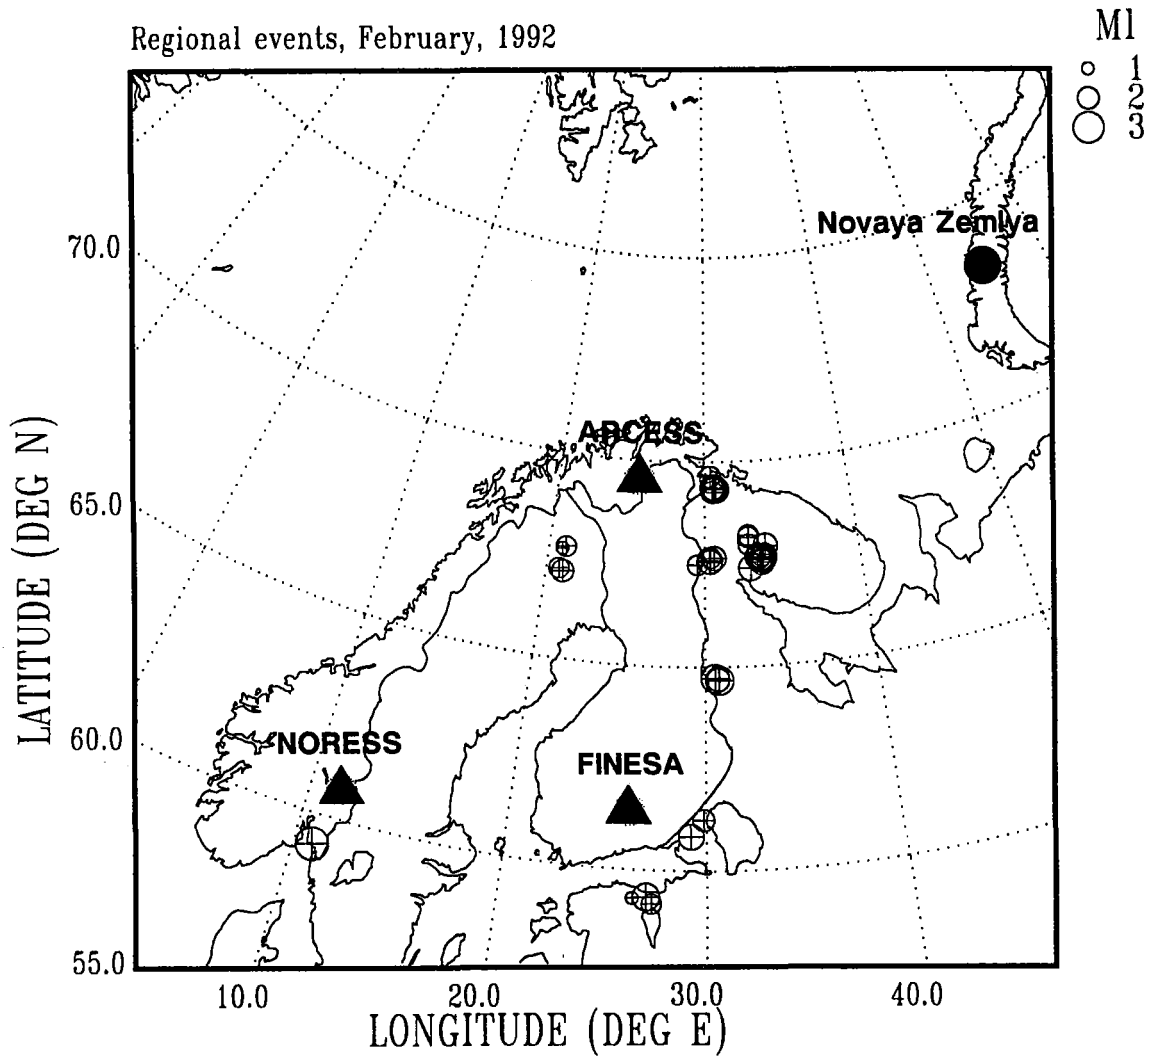 Regional events, February, 1992
Ml
1
2
3
Novaya Zemlya
70.0
ARCESS
65.0
LATITUDE (DEG N)
NORESS
FINESA
60.0
55.0
10.0 20.0 30.0 40.0
LONGITUDE (DEG E)